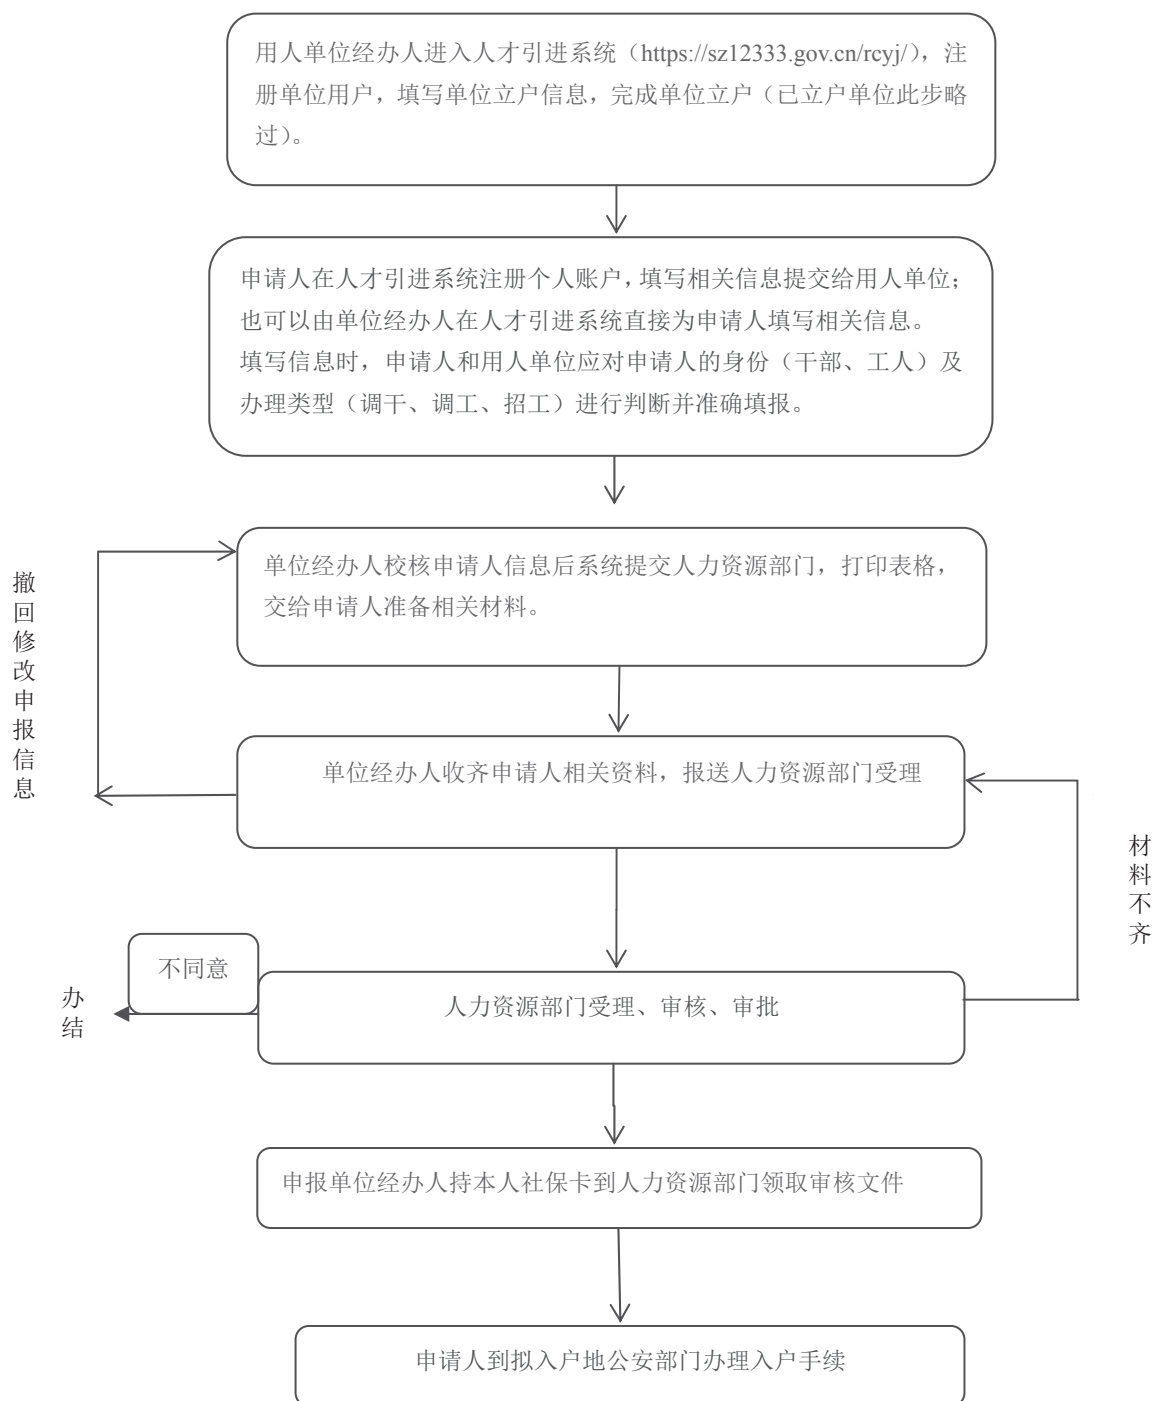 用人单位经办人进入人才引进系统（https://sz12333.gov.cn/rcyj/），注
册单位用户，填写单位立户信息，完成单位立户（已立户单位此步略
过）。
申请人在人才引进系统注册个人账户，填写相关信息提交给用人单位；
也可以由单位经办人在人才引进系统直接为申请人填写相关信息。
填写信息时，申请人和用人单位应对申请人的身份（干部、工人）及
办理类型（调干、调工、招工）进行判断并准确填报。
撤回修改申报信息
单位经办人校核申请人信息后系统提交人力资源部门，打印表格，
交给申请人准备相关材料。
单位经办人收齐申请人相关资料，报送人力资源部门受理
材料不齐
不同意
办结
人力资源部门受理、审核、审批
申报单位经办人持本人社保卡到人力资源部门领取审核文件
申请人到拟入户地公安部门办理入户手续